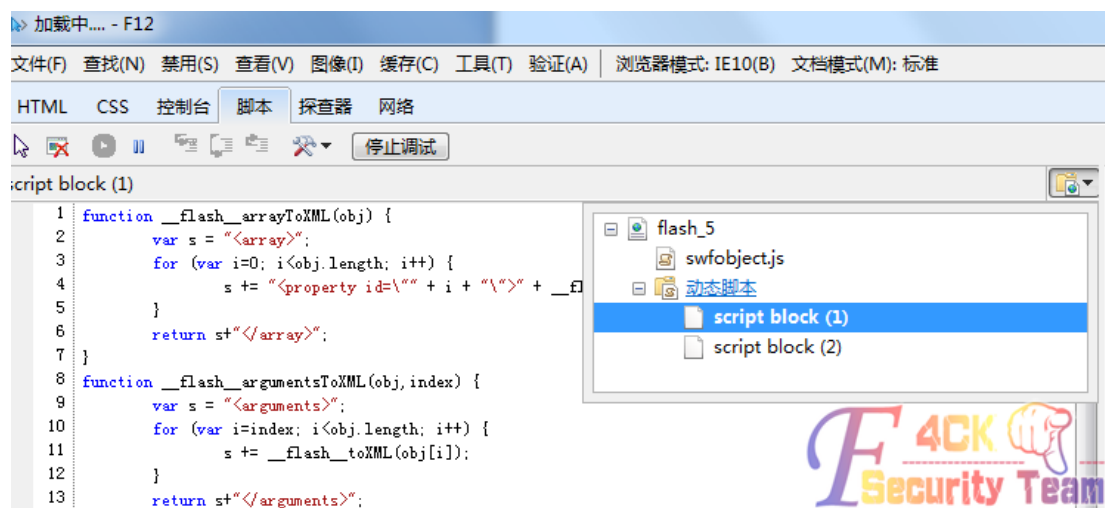 加载中.... - F12
文件(F) 查找(N) 禁用(S) 查看(V) 图像(I) 缓存(C) 工具(T) 验证(A) 浏览器模式: IE10(B) 文档模式(M): 标准
HTML CSS 控制台 脚本 探查器 网络
停止调试
script block (1)
1 function __flash__arrayToXML(obj) {
2 var s = "<array>";
3 for (var i=0; i<obj.length; i++) {
4 s += "<property id=\"" + i + "\">" + __fl
5 }
6 return s+"</array>";
7 }
8 function __flash__argumentsToXML(obj,index) {
9 var s = "<arguments>";
10 for (var i=index; i<obj.length; i++) {
11 s += __flash__toXML(obj[i]);
12 }
13 return s+"</arguments>";
flash_5
swfobject.js
动态脚本
script block (1)
script block (2)
F4CK
Security Team